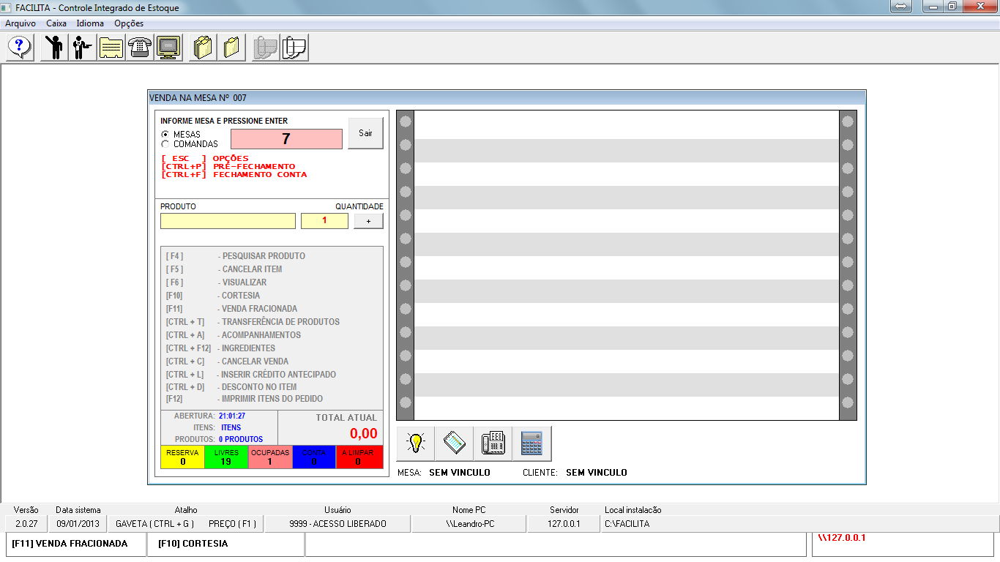 FACILITA - Controle Integrado de Estoque
Arquivo Caixa Idioma Opções
VENDA NA MESA Nº 007
INFORME MESA E PRESSIONE ENTER
MESAS
COMANDAS
7
Sair
[ ESC ] OPÇÕES
[CTRL+P] PRÉ-FECHAMENTO
[CTRL+F] FECHAMENTO CONTA
PRODUTO QUANTIDADE
1 +
[ F4 ] - PESQUISAR PRODUTO
[ F5 ] - CANCELAR ITEM
[ F6 ] - VISUALIZAR
[F10] - CORTESIA
[F11] - VENDA FRACIONADA
[CTRL + T] - TRANSFERÊNCIA DE PRODUTOS
[CTRL + A] - ACOMPANHAMENTOS
[CTRL + F12] - INGREDIENTES
[CTRL + C] - CANCELAR VENDA
[CTRL + L] - INSERIR CRÉDITO ANTECIPADO
[CTRL + D] - DESCONTO NO ITEM
[F12] - IMPRIMIR ITENS DO PEDIDO
ABERTURA: 21:01:27
ITENS: ITENS
PRODUTOS: 0 PRODUTOS
TOTAL ATUAL
0,00
RESERVA LIVRES OCUPADAS CONTA A LIMPAR
0 19 1 0 0
MESA: SEM VINCULO CLIENTE: SEM VINCULO
Versão Data sistema Atalho Usuário Nome PC Servidor Local instalacão
2.0.27 09/01/2013 GAVETA ( CTRL + G ) PREÇO ( F1 ) 9999 - ACESSO LIBERADO \\Leandro-PC 127.0.0.1 C:\FACILITA
[F11] VENDA FRACIONADA [F10] CORTESIA \\127.0.0.1